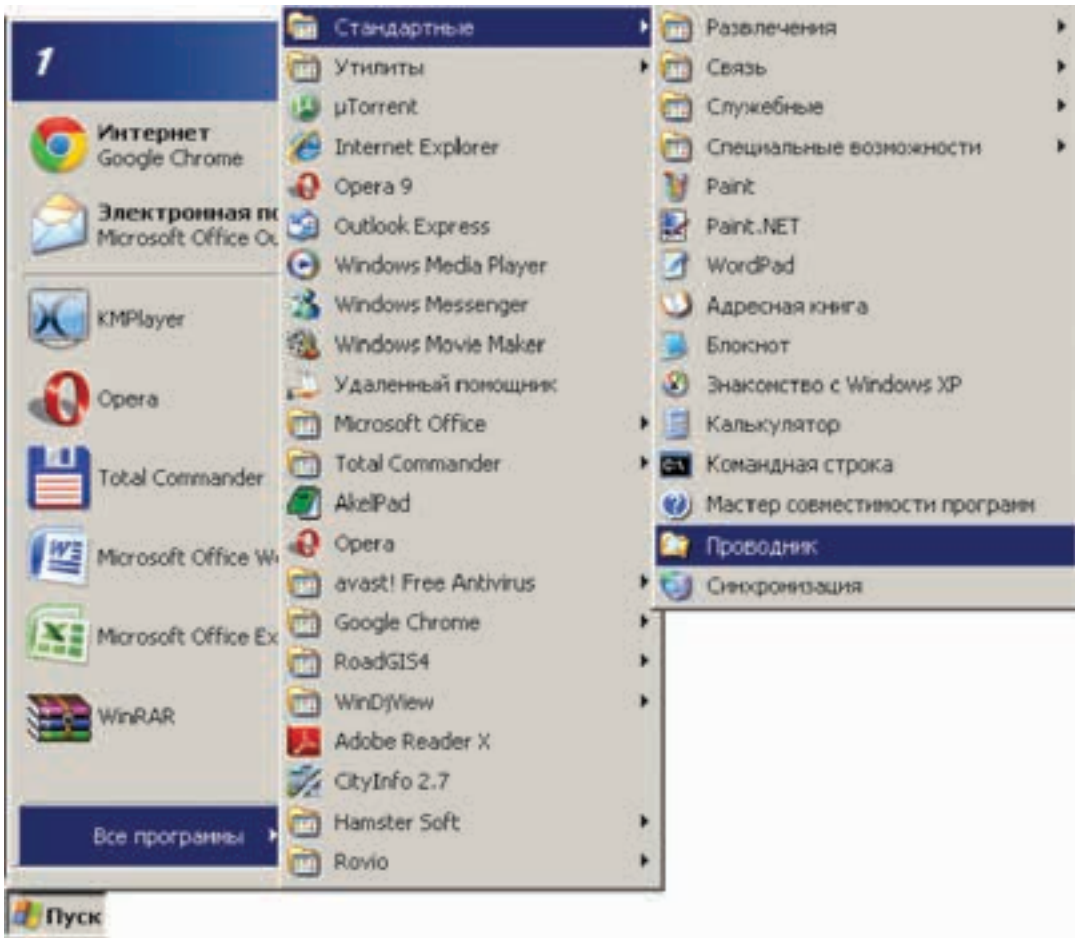 1
Интернет
Google Chrome
Электронная по
Microsoft Office Ou
KMPlayer
Opera
Total Commander
Microsoft Office W
Microsoft Office Ex
WinRAR
Все программы
Пуск
Стандартные
Утилиты
µTorrent
Internet Explorer
Opera 9
Outlook Express
Windows Media Player
Windows Messenger
Windows Movie Maker
Удаленный помощник
Microsoft Office
Total Commander
AkelPad
Opera
avast! Free Antivirus
Google Chrome
RoadGIS4
WinDjView
Adobe Reader X
CityInfo 2.7
Hamster Soft
Rovio
Развлечения
Связь
Служебные
Специальные возможности
Paint
Paint.NET
WordPad
Адресная книга
Блокнот
Знакомство с Windows XP
Калькулятор
Командная строка
Мастер совместимости программ
Проводник
Синхронизация